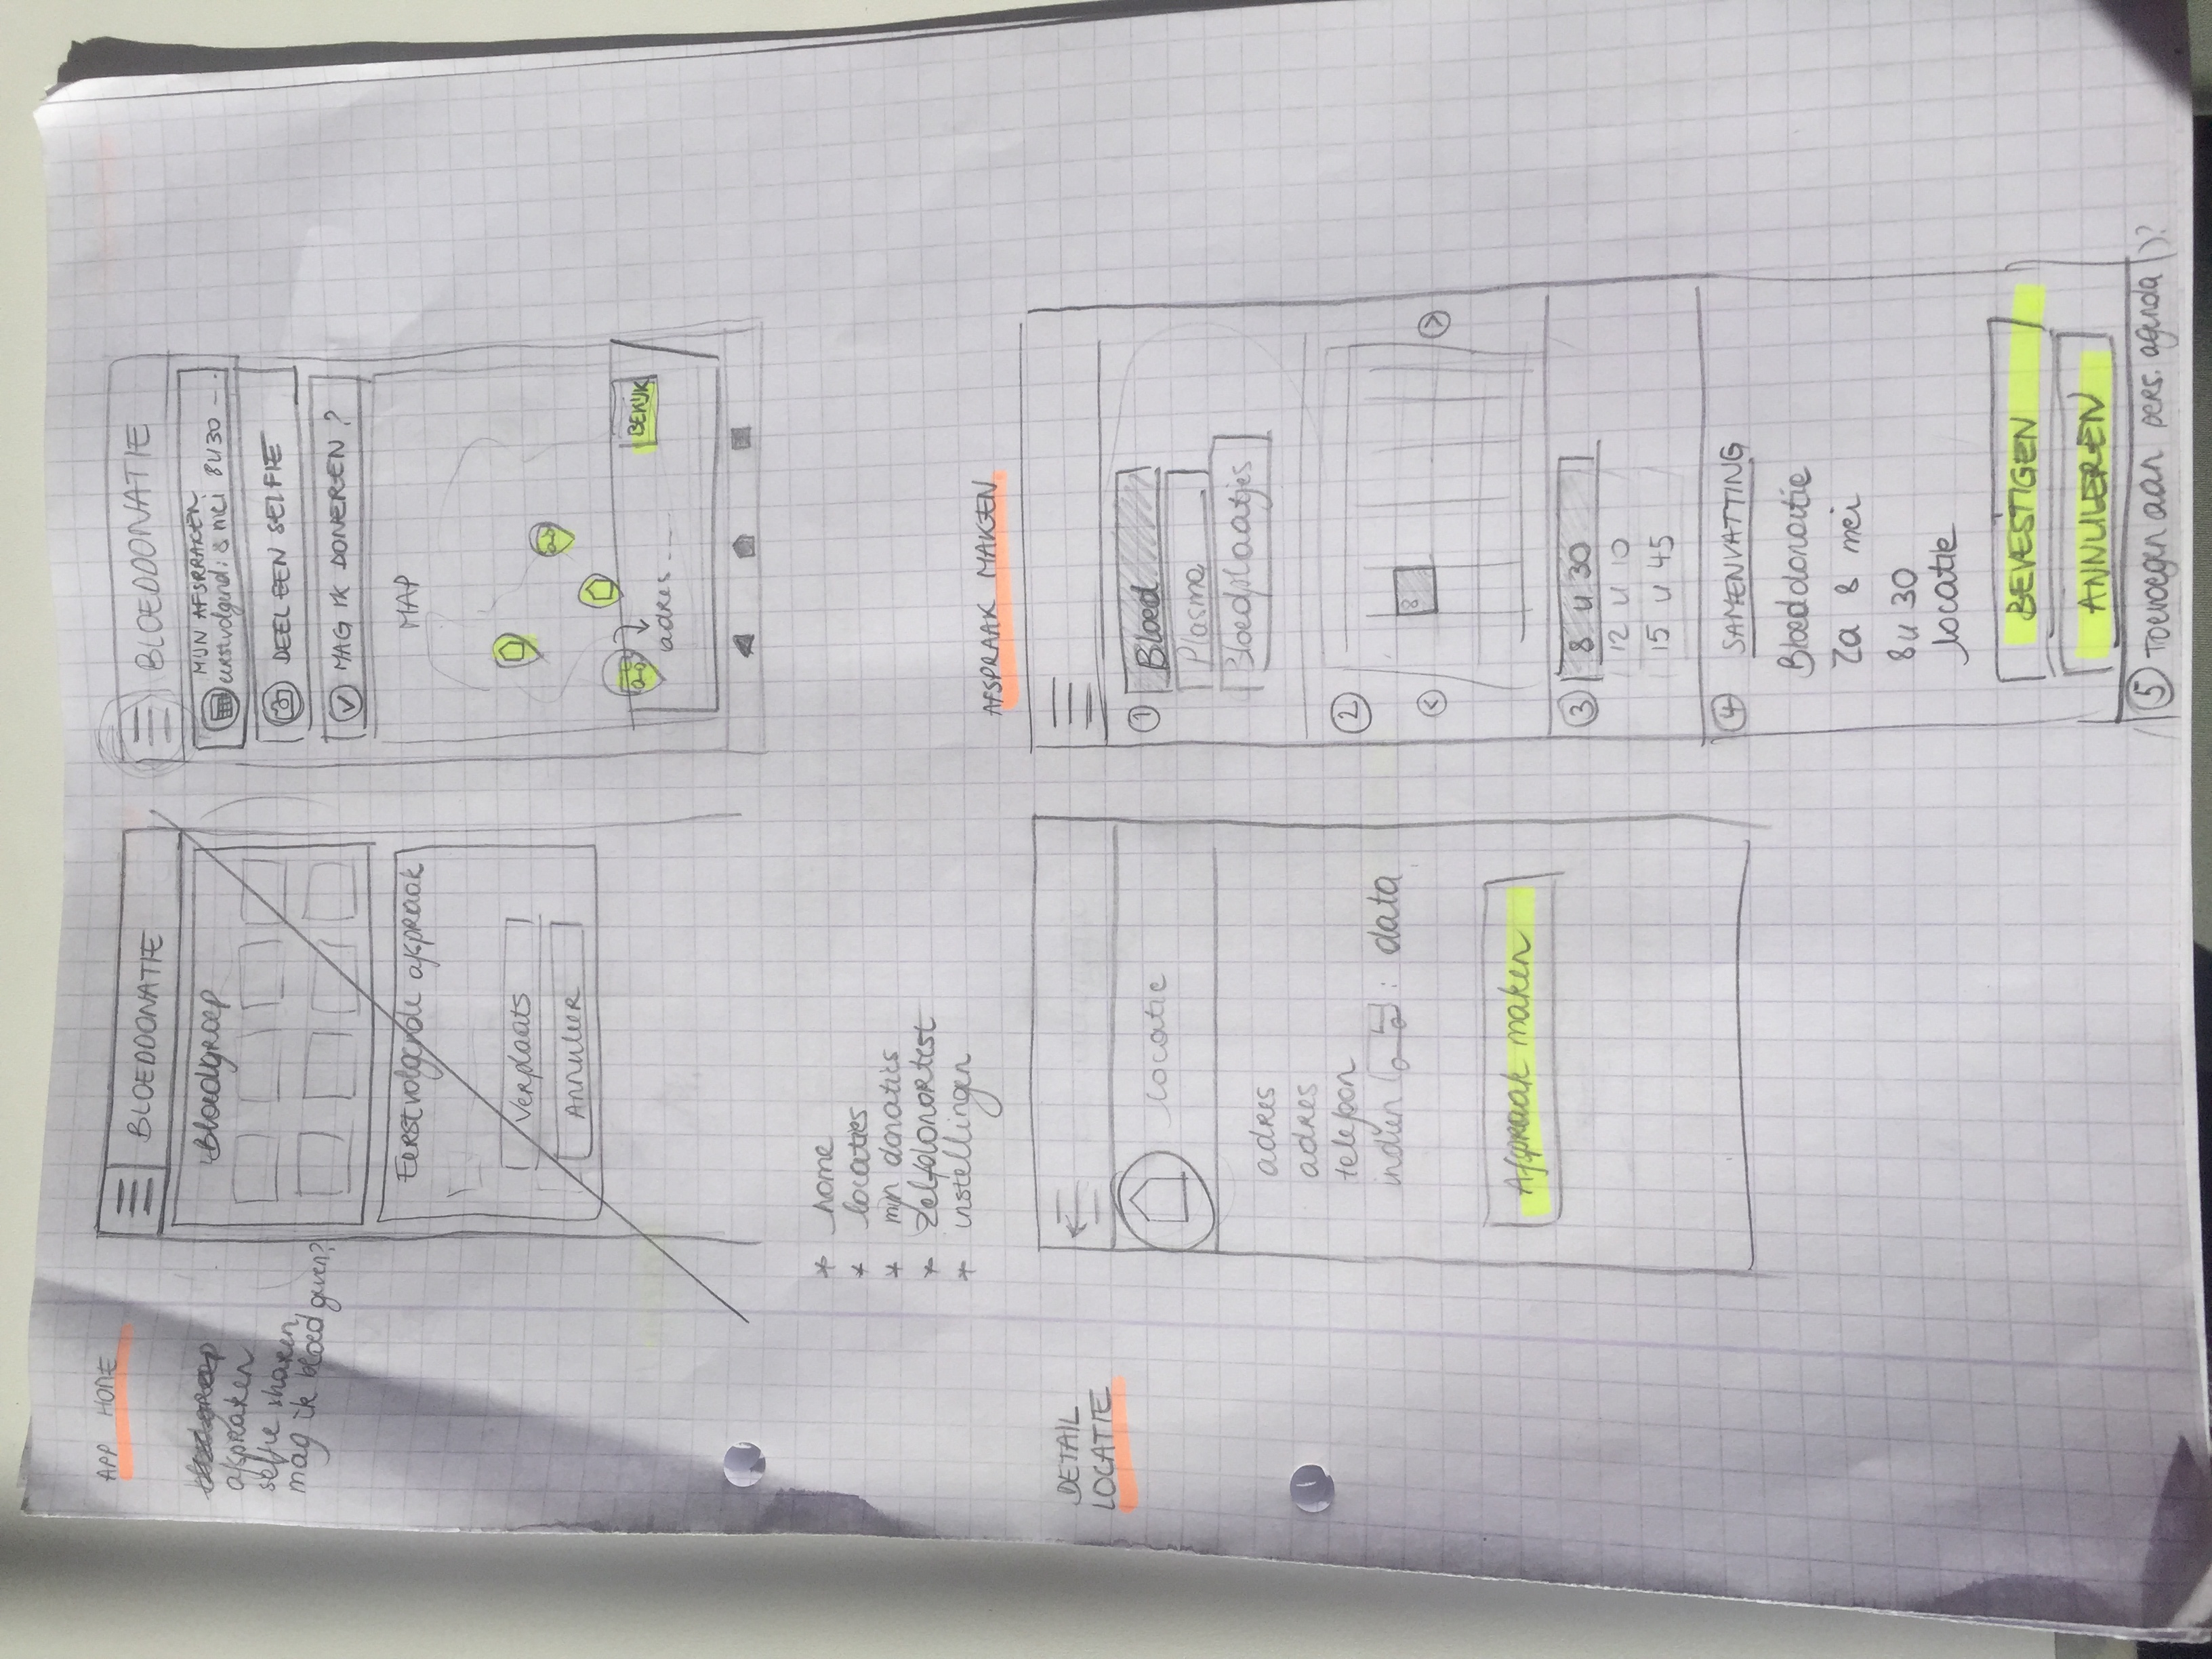 APP HOME
bloedgroep
afspraken
selfie sharen
mag ik bloed geven?
BLOEDDONATIE
Bloedgroep
Eerstvolgende afspraak
Verplaats
Annuleer
BLOEDDONATIE
MIJN AFSPRAKEN
eerstvolgend: 8 mei 8u30 ---
DEEL EEN SELFIE
MAG IK DONEREN ?
MAP
adres ----
BEKIJK
* home
* locaties
* mijn donaties
* zelfdonortest
* instellingen
DETAIL
LOCATIE
locatie
adres
adres
telefoon
indien : data
Afspraak maken
AFSPRAAK MAKEN
1 Bloed
Plasma
Bloedplaatjes
2
8
< >
3 8 u 30
12 u 10
15 u 45
4 SAMENVATTING
Bloeddonatie
Za 8 mei
8u 30
locatie
BEVESTIGEN
ANNULEREN
( 5 Toevoegen aan pers. agenda )?